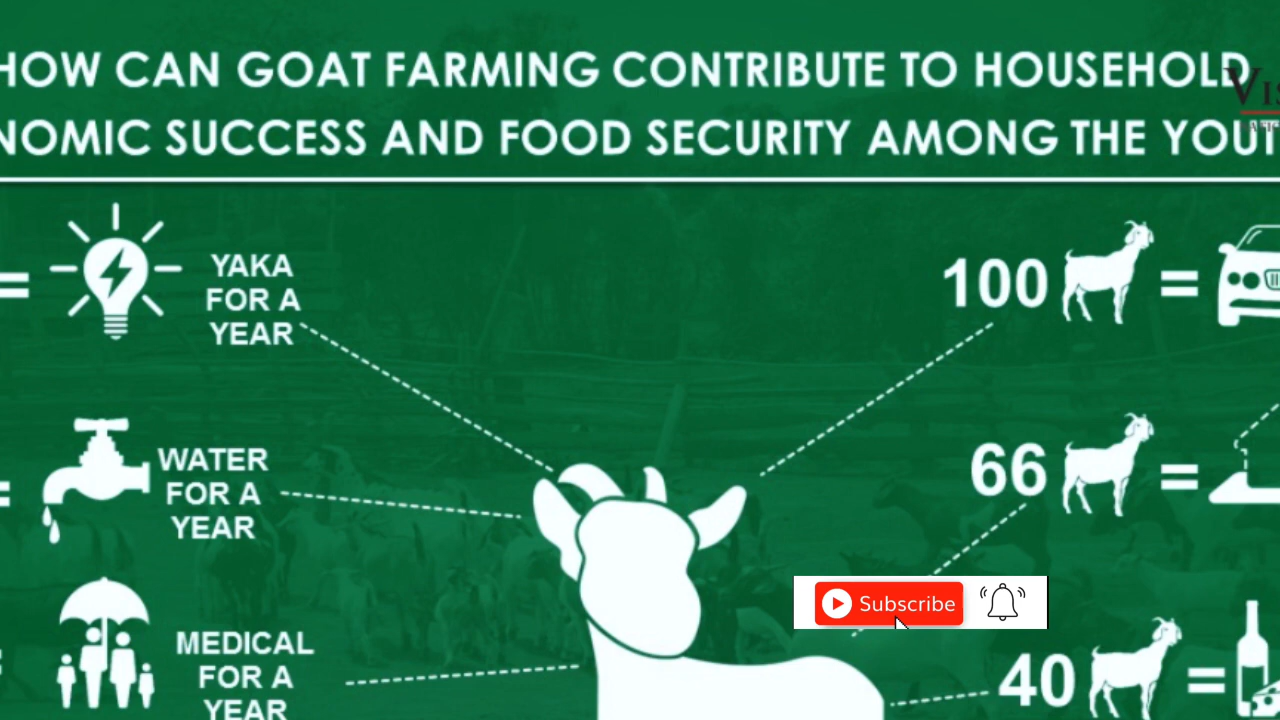 HOW CAN GOAT FARMING CONTRIBUTE TO HOUSEHOLD
NOMIC SUCCESS AND FOOD SECURITY AMONG THE YOUT
YAKA
FOR A
YEAR
=
100 =
WATER
FOR A
YEAR
66 =
Subscribe
MEDICAL
FOR A
YEAR
40 =